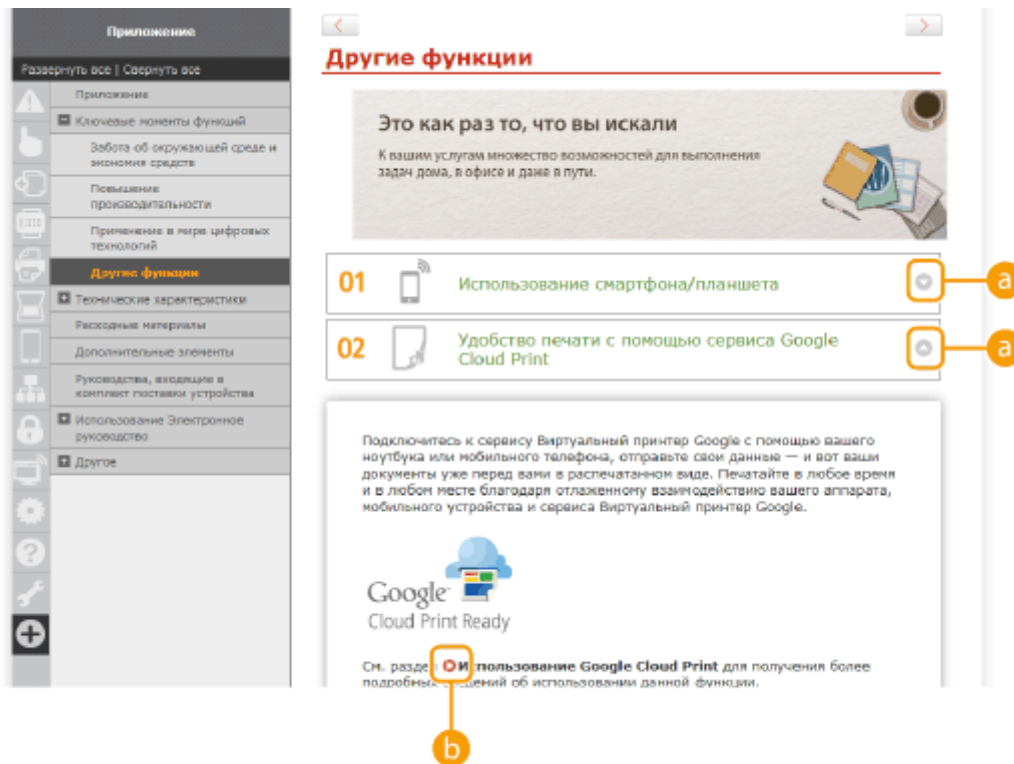 Приложение
Развернуть все | Свернуть все
Приложение
Ключевые моменты функций
Забота об окружающей среде и
экономия средств
Повышение
производительности
Применение в мире цифровых
технологий
Другие функции
Технические характеристики
Расходные материалы
Дополнительные элементы
Руководства, входящие в
комплект поставки устройства
Использование Электронное
руководство
Другое
Другие функции
Это как раз то, что вы искали
К вашим услугам множество возможностей для выполнения
задач дома, в офисе и даже в пути.
01 Использование смартфона/планшета
a
02 Удобство печати с помощью сервиса Google
Cloud Print
a
Подключитесь к сервису Виртуальный принтер Google с помощью вашего
ноутбука или мобильного телефона, отправьте свои данные — и вот ваши
документы уже перед вами в распечатанном виде. Печатайте в любое время
и в любом месте благодаря отлаженному взаимодействию вашего аппарата,
мобильного устройства и сервиса Виртуальный принтер Google.
Google
Cloud Print Ready
См. раздел Использование Google Cloud Print для получения более
подробных сведений об использовании данной функции.
b